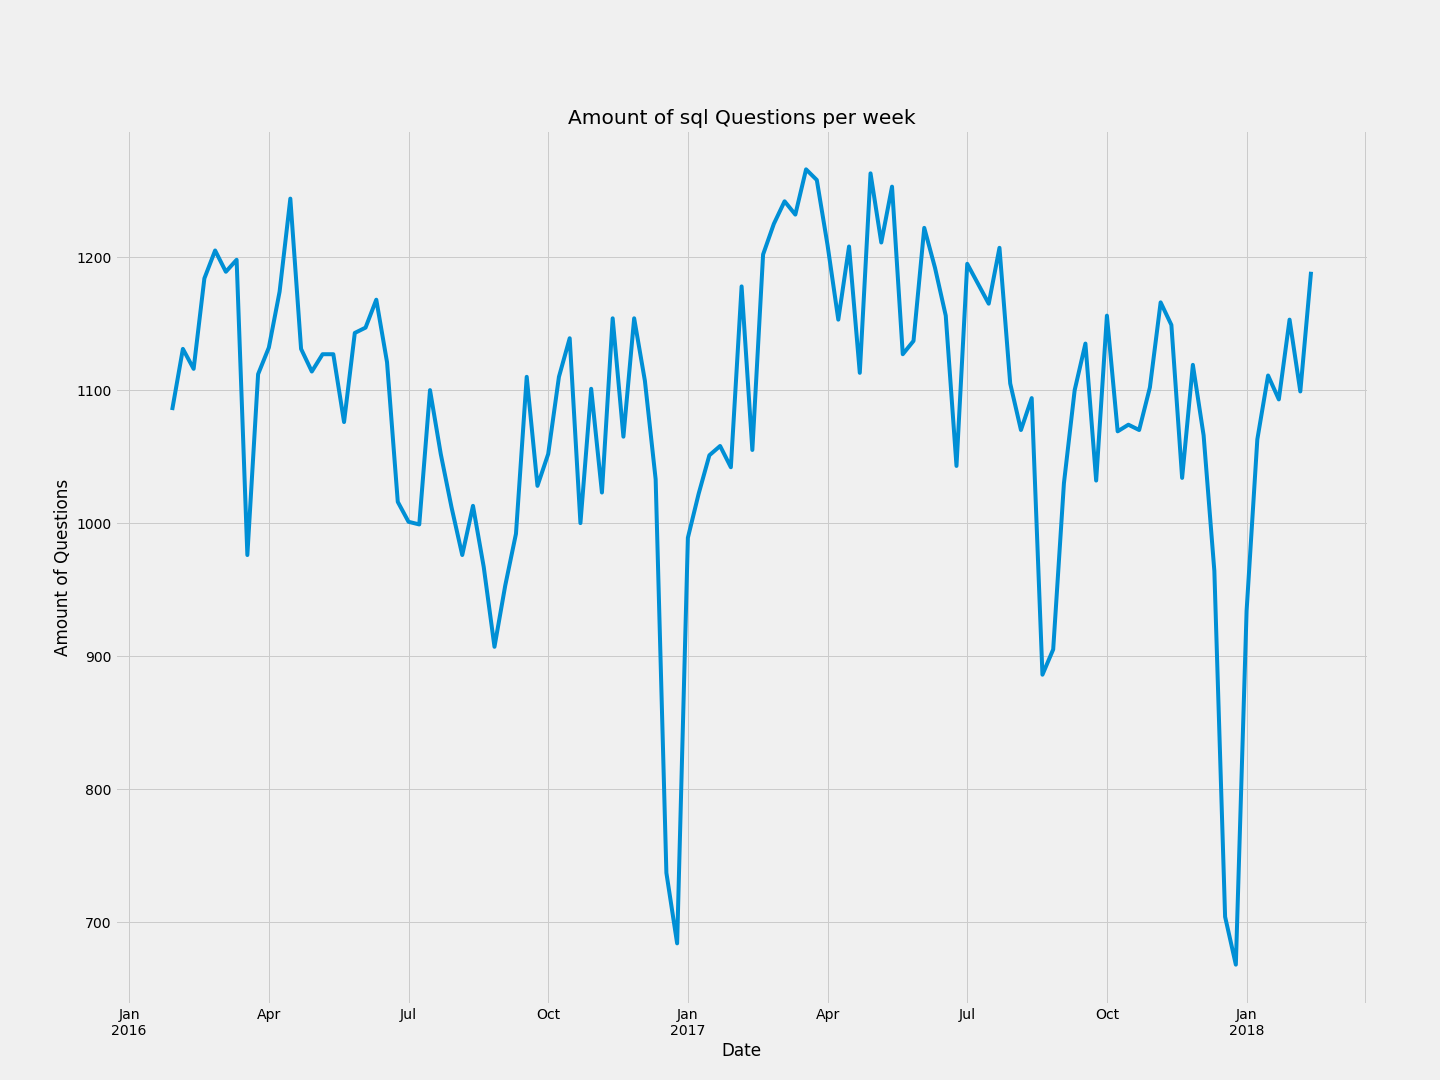 Amount of sql Questions per week
Amount of Questions
1200
1100
1000
900
800
700
Jan Apr Jul Oct Jan Apr Jul Oct Jan
2016 2017 2018
Date